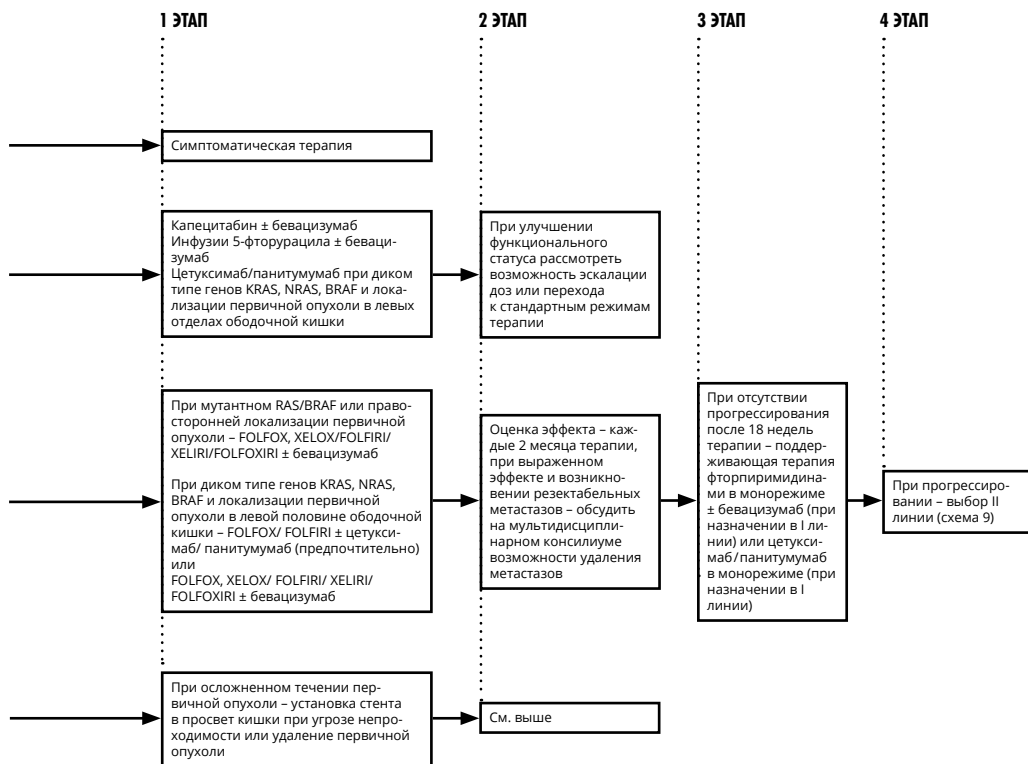 1 ЭТАП
2 ЭТАП
3 ЭТАП
4 ЭТАП
Симптоматическая терапия
Капецитабин ± бевацизумаб
Инфузии 5-фторурацила ± беваци-
зумаб
Цетуксимаб/панитумумаб при диком
типе генов KRAS, NRAS, BRAF и лока-
лизации первичной опухоли в левых
отделах ободочной кишки
При улучшении
функционального
статуса рассмотреть
возможность эскалации
доз или перехода
к стандартным режимам
терапии
При мутантном RAS/BRAF или право-
сторонней локализации первичной
опухоли – FOLFOX, XELOX/FOLFIRI/
XELIRI/FOLFOXIRI ± бевацизумаб
При диком типе генов KRAS, NRAS,
BRAF и локализации первичной
опухоли в левой половине ободочной
кишки – FOLFOX/ FOLFIRI ± цетукси-
маб/ панитумумаб (предпочтительно)
или
FOLFOX, XELOX/ FOLFIRI/ XELIRI/
FOLFOXIRI ± бевацизумаб
Оценка эффекта – каж-
дые 2 месяца терапии,
при выраженном
эффекте и возникно-
вении резектабельных
метастазов – обсудить
на мультидисципли-
нарном консилиуме
возможности удаления
метастазов
При отсутствии
прогрессирования
после 18 недель
терапии – поддер-
живающая терапия
фторпиримидина-
ми в монорежиме
± бевацизумаб (при
назначении в I ли-
нии) или цетукси-
маб/панитумумаб
в монорежиме (при
назначении в I
линии)
При прогрессиро-
вании – выбор II
линии (схема 9)
При осложненном течении пер-
вичной опухоли – установка стента
в просвет кишки при угрозе непро-
ходимости или удаление первичной
опухоли
См. выше